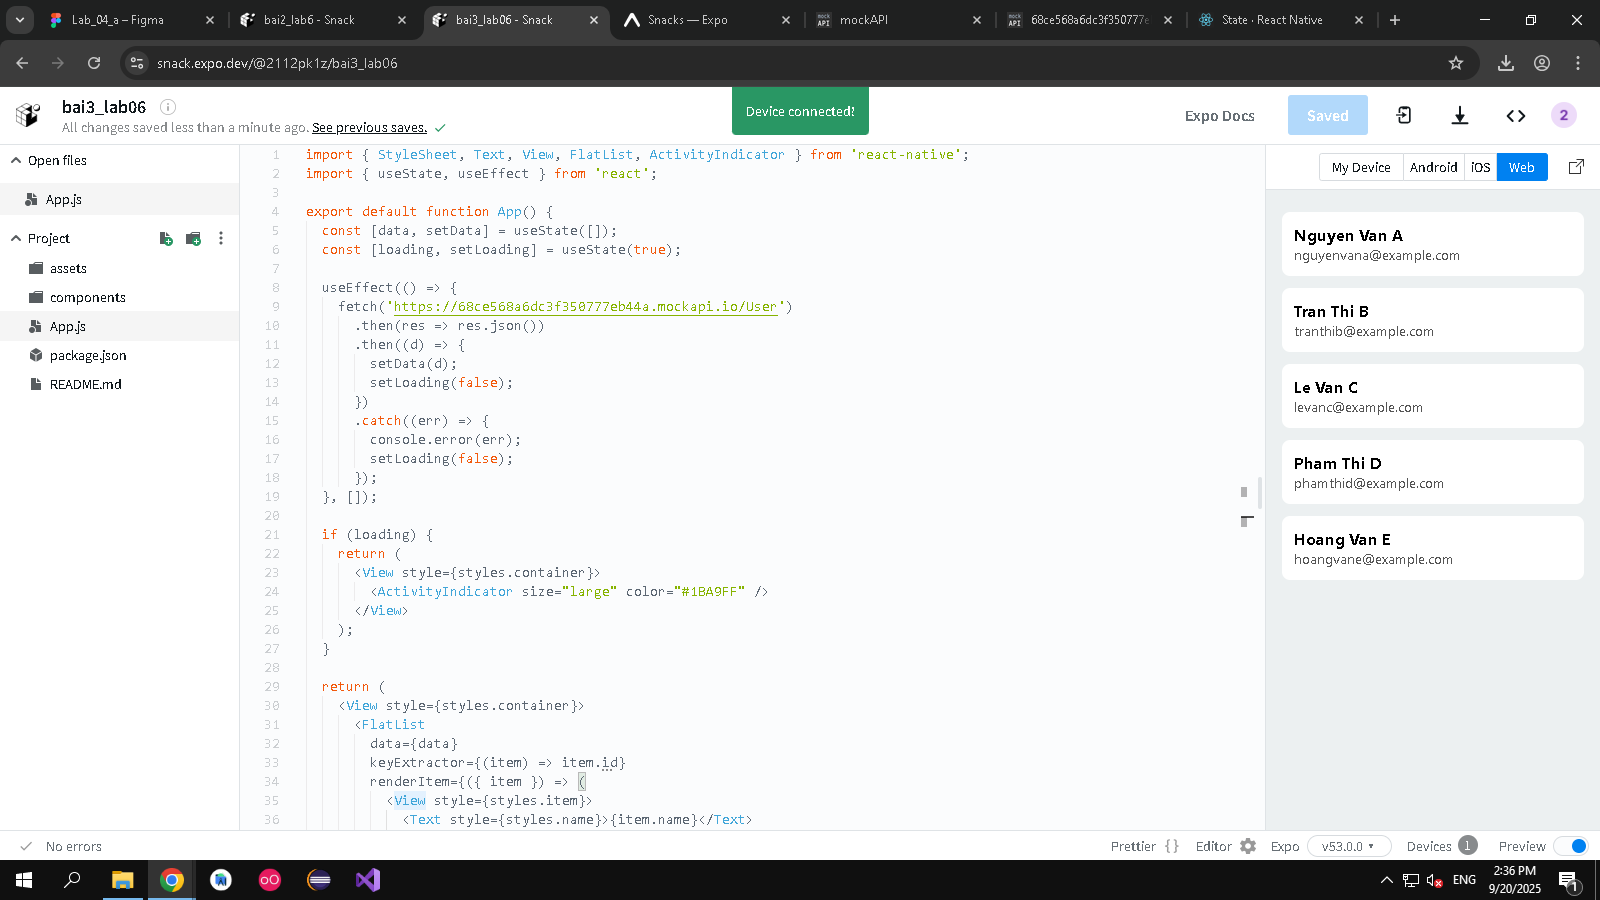 Lab_04_a – Figma
bai2_lab6 - Snack
bai3_lab06 - Snack
Snacks — Expo
mockAPI
68ce568a6dc3f350777e
State · React Native
snack.expo.dev/@2112pk1z/bai3_lab06
bai3_lab06
All changes saved less than a minute ago. See previous saves.
Device connected!
Expo Docs
Saved
2
Open files
App.js
Project
assets
components
App.js
package.json
README.md
1 import { StyleSheet, Text, View, FlatList, ActivityIndicator } from 'react-native';
2 import { useState, useEffect } from 'react';
3
4 export default function App() {
5 const [data, setData] = useState([]);
6 const [loading, setLoading] = useState(true);
7
8 useEffect(() => {
9 fetch('https://68ce568a6dc3f350777eb44a.mockapi.io/User')
10 .then(res => res.json())
11 .then((d) => {
12 setData(d);
13 setLoading(false);
14 })
15 .catch((err) => {
16 console.error(err);
17 setLoading(false);
18 });
19 }, []);
20
21 if (loading) {
22 return (
23 <View style={styles.container}>
24 <ActivityIndicator size="large" color="#1BA9FF" />
25 </View>
26 );
27 }
28
29 return (
30 <View style={styles.container}>
31 <FlatList
32 data={data}
33 keyExtractor={(item) => item.id}
34 renderItem={({ item }) => (
35 <View style={styles.item}>
36 <Text style={styles.name}>{item.name}</Text>
My Device
Android
iOS
Web
Nguyen Van A
nguyenvana@example.com
Tran Thi B
tranthib@example.com
Le Van C
levanc@example.com
Pham Thi D
phamthid@example.com
Hoang Van E
hoangvane@example.com
No errors
Prettier {}
Editor
Expo
v53.0.0
Devices 1
Preview
ENG
2:36 PM
9/20/2025
1